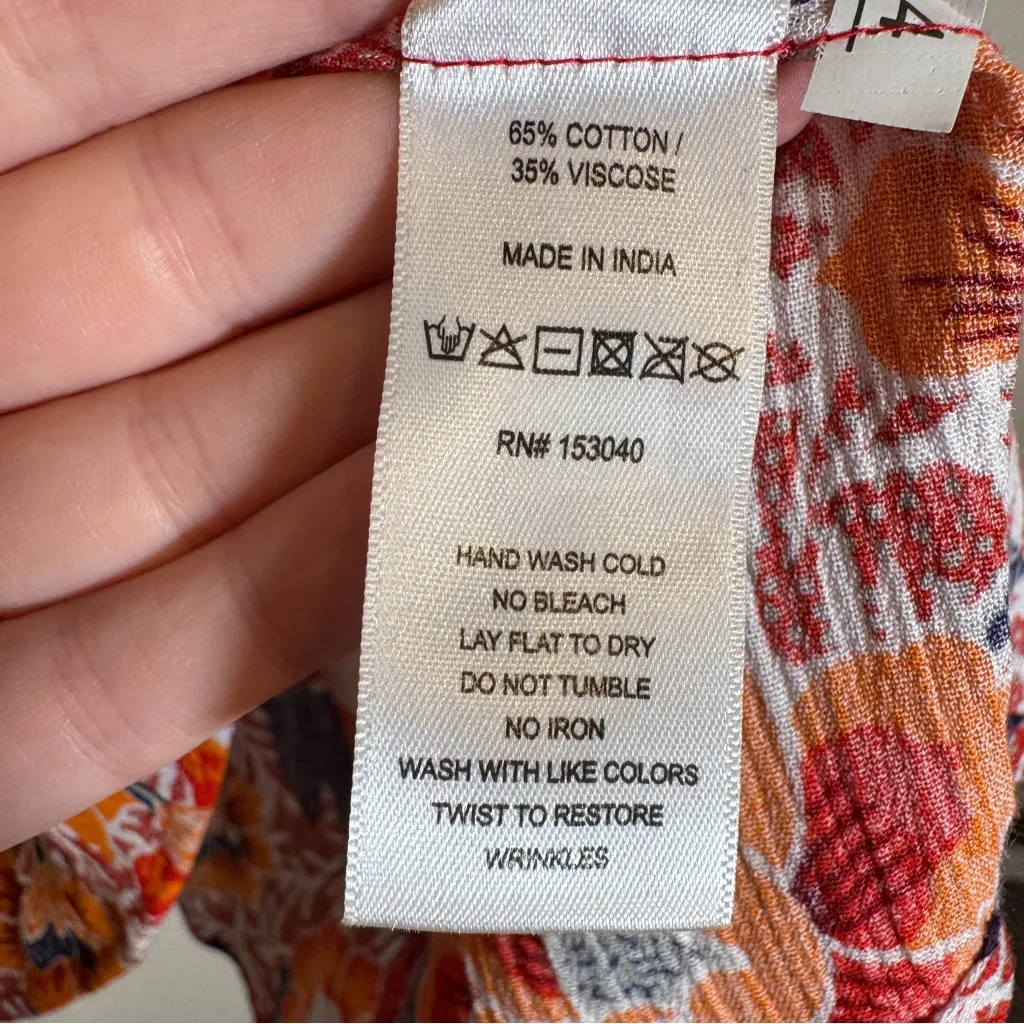 4
65% COTTON /
35% VISCOSE
MADE IN INDIA
RN# 153040
HAND WASH COLD
NO BLEACH
LAY FLAT TO DRY
DO NOT TUMBLE
NO IRON
WASH WITH LIKE COLORS
TWIST TO RESTORE
WRINKLES